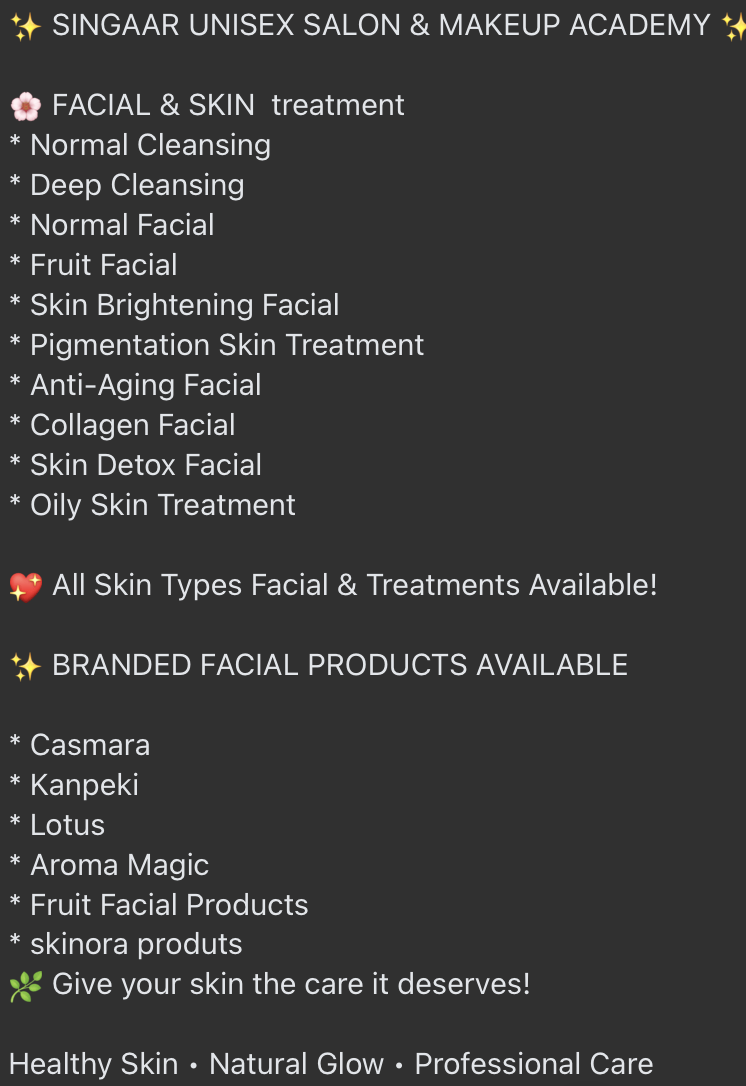 ✨ SINGAAR UNISEX SALON & MAKEUP ACADEMY ✨
🌸 FACIAL & SKIN  treatment
* Normal Cleansing
* Deep Cleansing
* Normal Facial
* Fruit Facial
* Skin Brightening Facial
* Pigmentation Skin Treatment
* Anti-Aging Facial
* Collagen Facial
* Skin Detox Facial
* Oily Skin Treatment
💖 All Skin Types Facial & Treatments Available!
✨ BRANDED FACIAL PRODUCTS AVAILABLE
* Casmara
* Kanpeki
* Lotus
* Aroma Magic
* Fruit Facial Products
* skinora produts
🌿 Give your skin the care it deserves!
Healthy Skin • Natural Glow • Professional Care